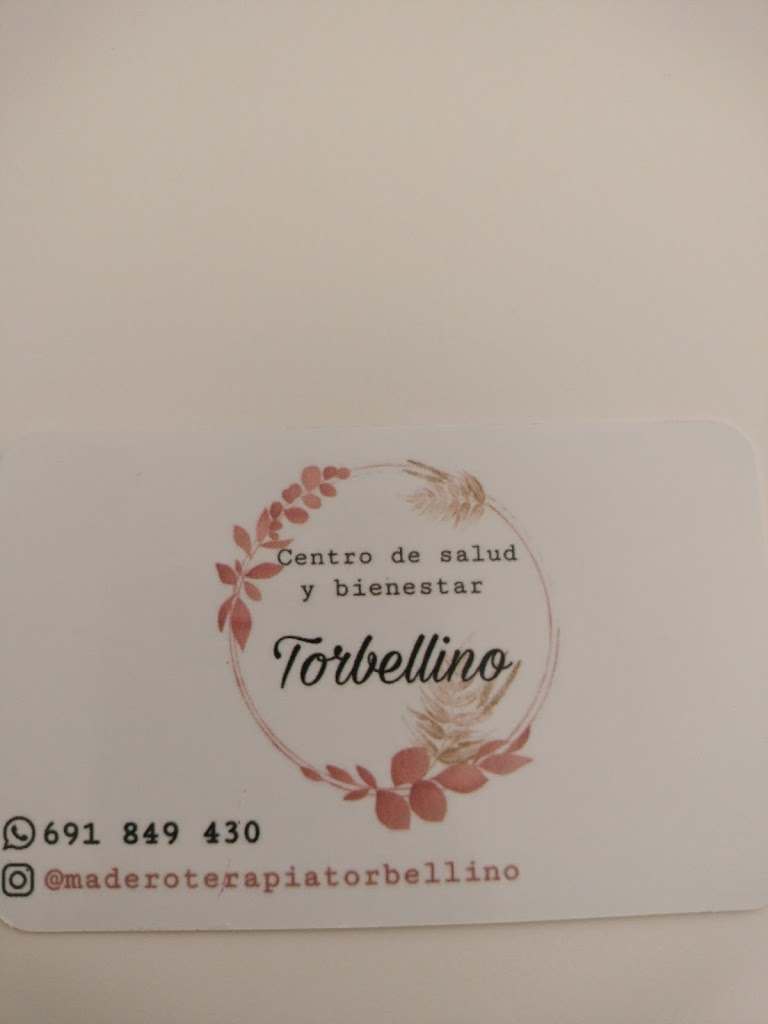 Centro de salud
y bienestar
Torbellino
691 849 430
@maderoterapiatorbellino